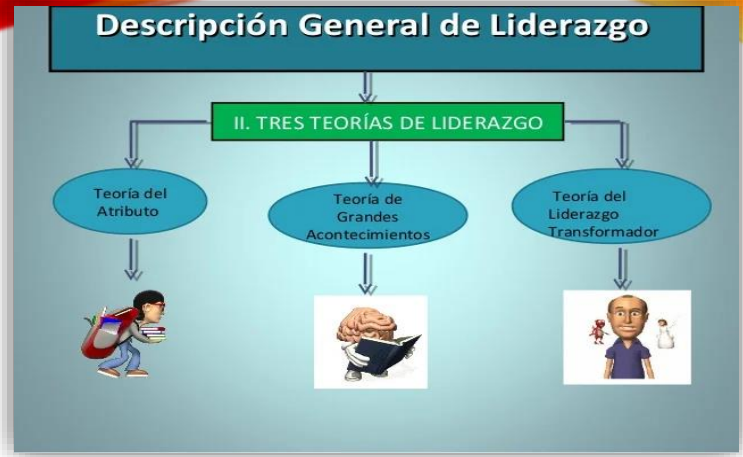 Descripción General de Liderazgo
II. TRES TEORÍAS DE LIDERAZGO
Teoría del
Atributo
Teoría de
Grandes
Acontecimientos
Teoría del
Liderazgo
Transformador